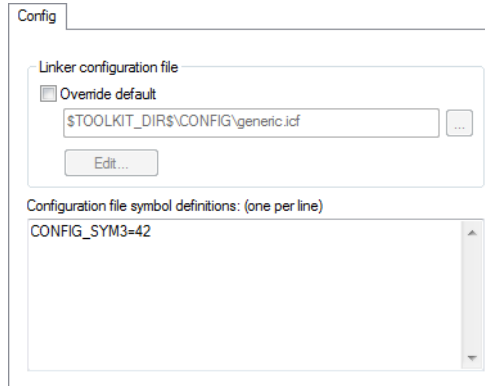 Config
Linker configuration file
Override default
$TOOLKIT_DIR$\CONFIG\generic.icf
...
Edit...
Configuration file symbol definitions: (one per line)
CONFIG_SYM3=42